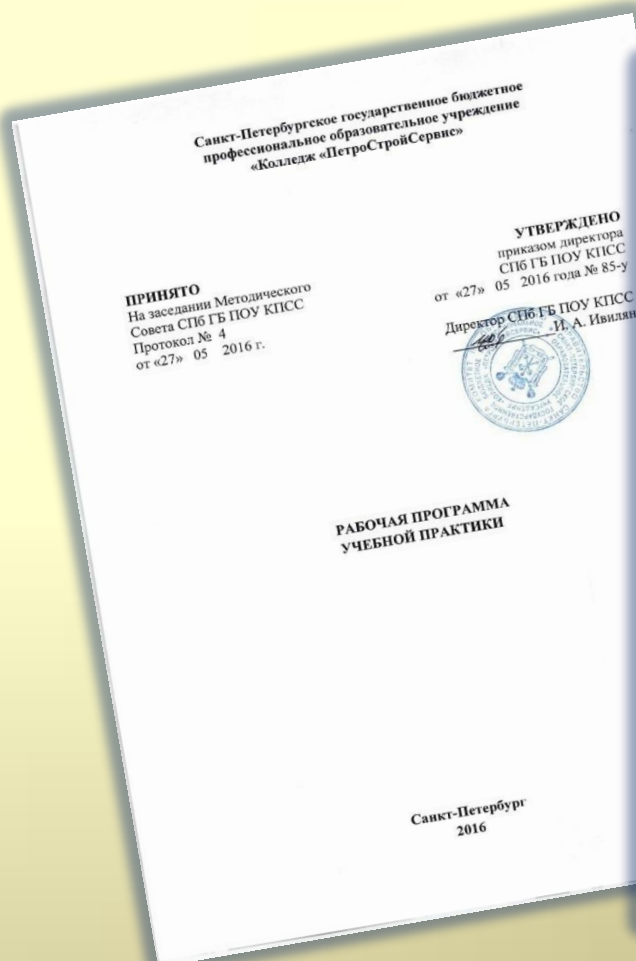 Санкт-Петербургское государственное бюджетное
профессиональное образовательное учреждение
«Колледж «ПетроСтройСервис»
ПРИНЯТО
На заседании Методического
Совета СПб ГБ ПОУ КПСС
Протокол № 4
от «27» 05 2016 г.
УТВЕРЖДЕНО
приказом директора
СПб ГБ ПОУ КПСС
от «27» 05 2016 года № 85-у
Директор СПб ГБ ПОУ КПСС
И. А. Ивилян
РАБОЧАЯ ПРОГРАММА
УЧЕБНОЙ ПРАКТИКИ
Санкт-Петербург
2016